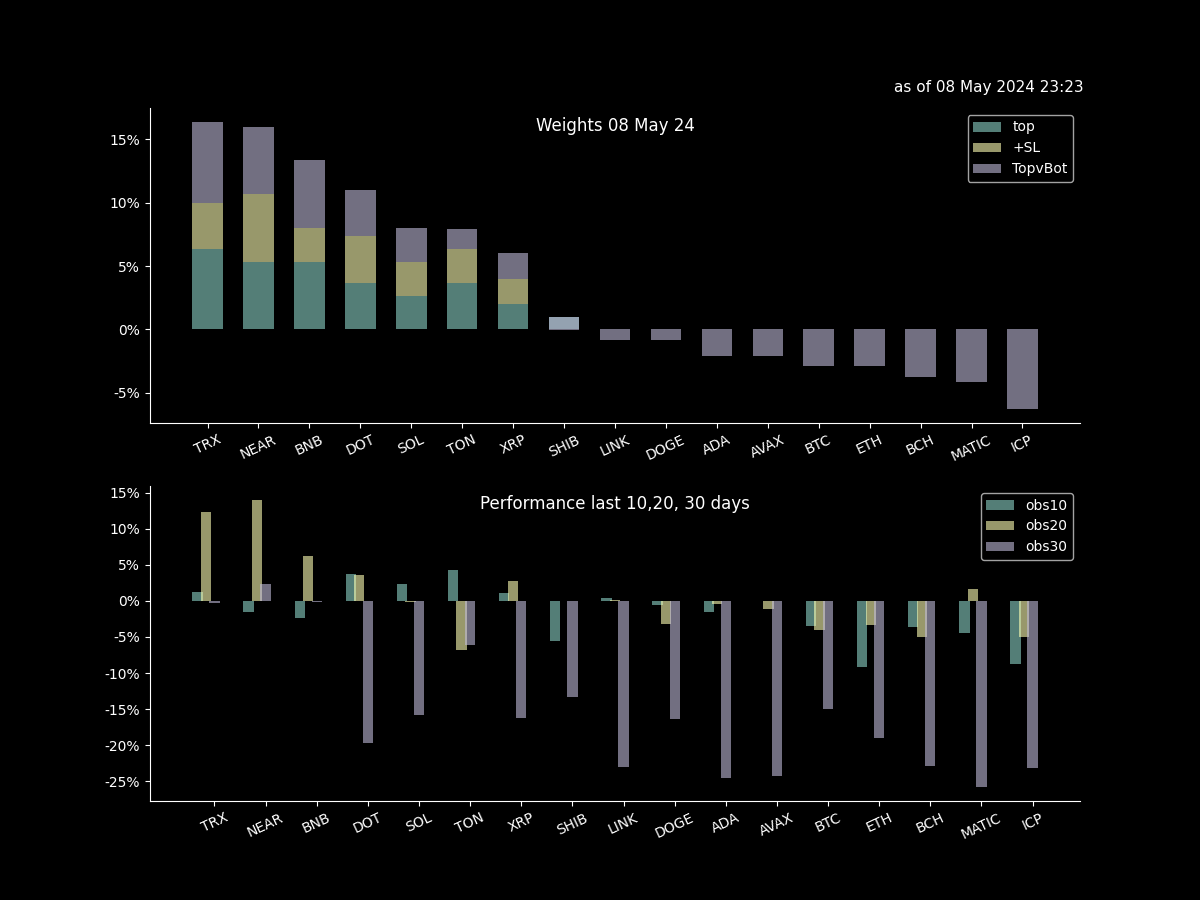 as of 08 May 2024 23:23
Weights 08 May 24
top
+SL
TopvBot
15%
10%
5%
0%
-5%
TRX NEAR BNB DOT SOL TON XRP SHIB LINK DOGE ADA AVAX BTC ETH BCH MATIC ICP
Performance last 10,20, 30 days
obs10
obs20
obs30
15%
10%
5%
0%
-5%
-10%
-15%
-20%
-25%
TRX NEAR BNB DOT SOL TON XRP SHIB LINK DOGE ADA AVAX BTC ETH BCH MATIC ICP